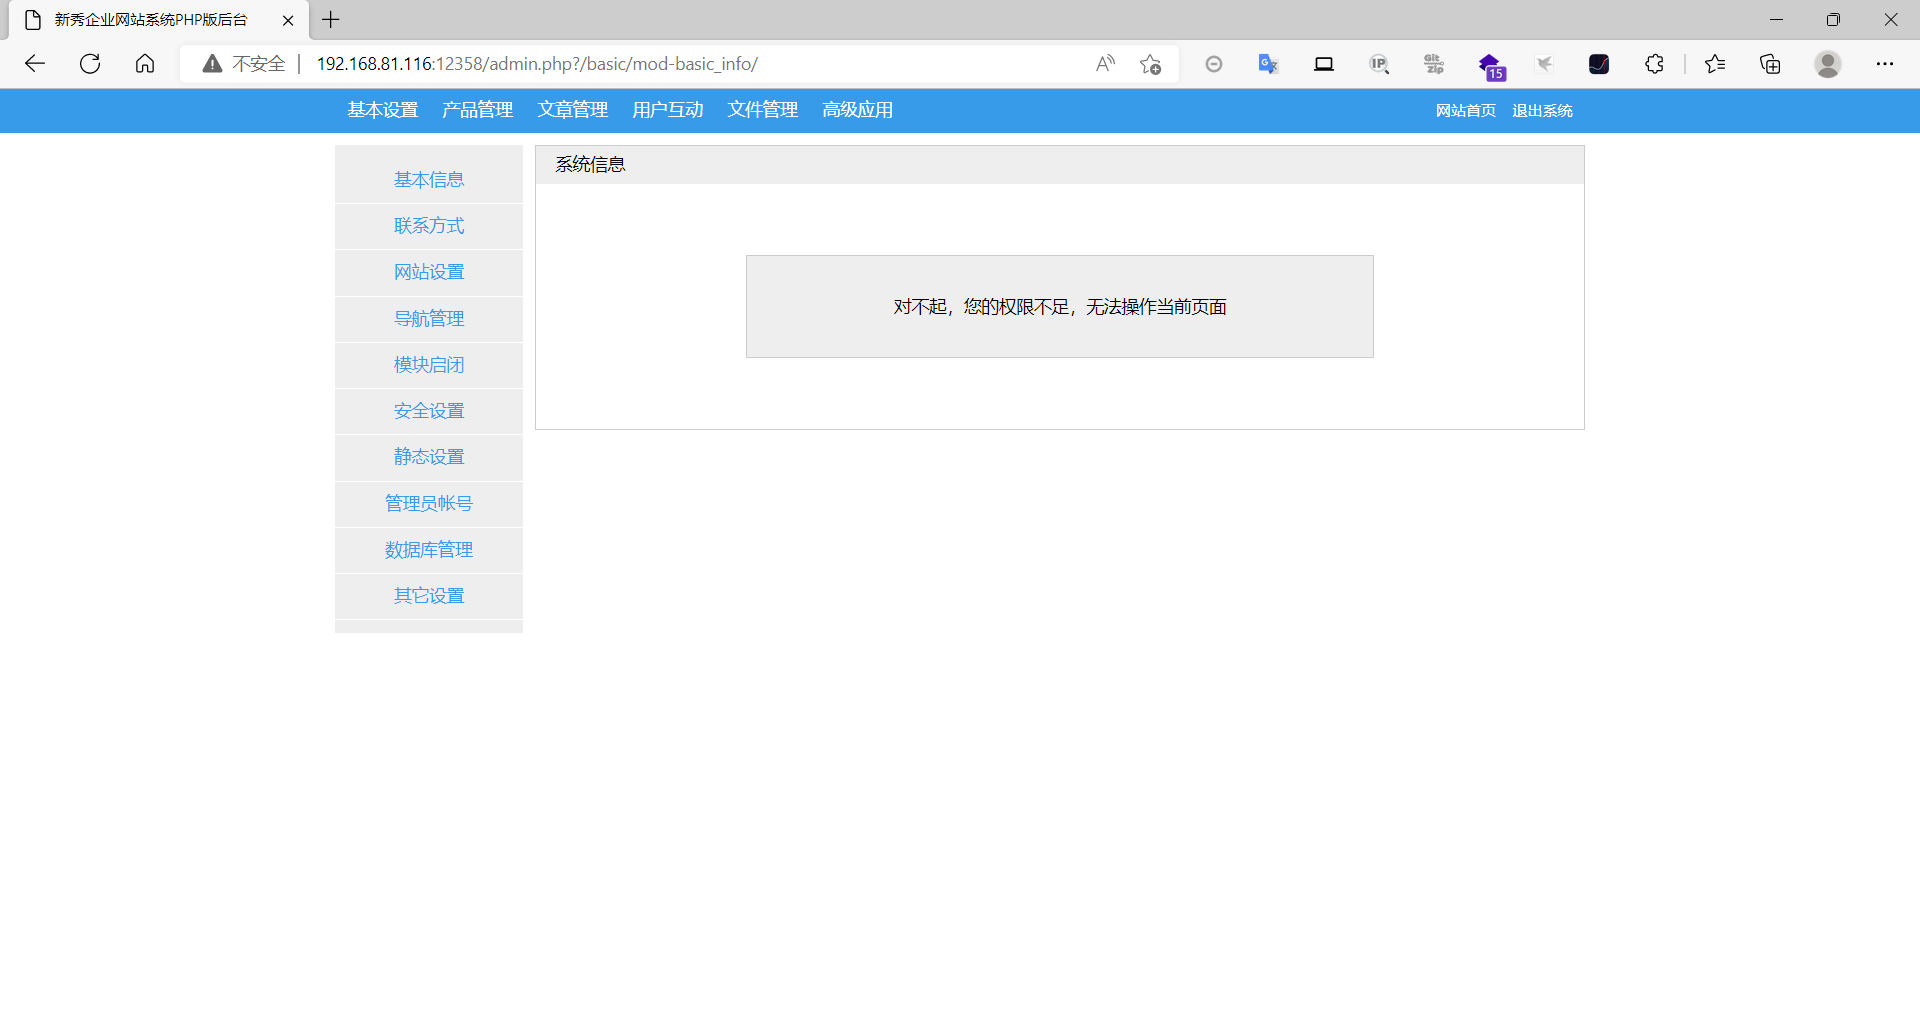 新秀企业网站系统PHP版后台
不安全 192.168.81.116:12358/admin.php?/basic/mod-basic_info/
IP
Git
zip
15
基本设置 产品管理 文章管理 用户互动 文件管理 高级应用 网站首页 退出系统
基本信息
联系方式
网站设置
导航管理
模块启闭
安全设置
静态设置
管理员帐号
数据库管理
其它设置
系统信息
对不起，您的权限不足，无法操作当前页面